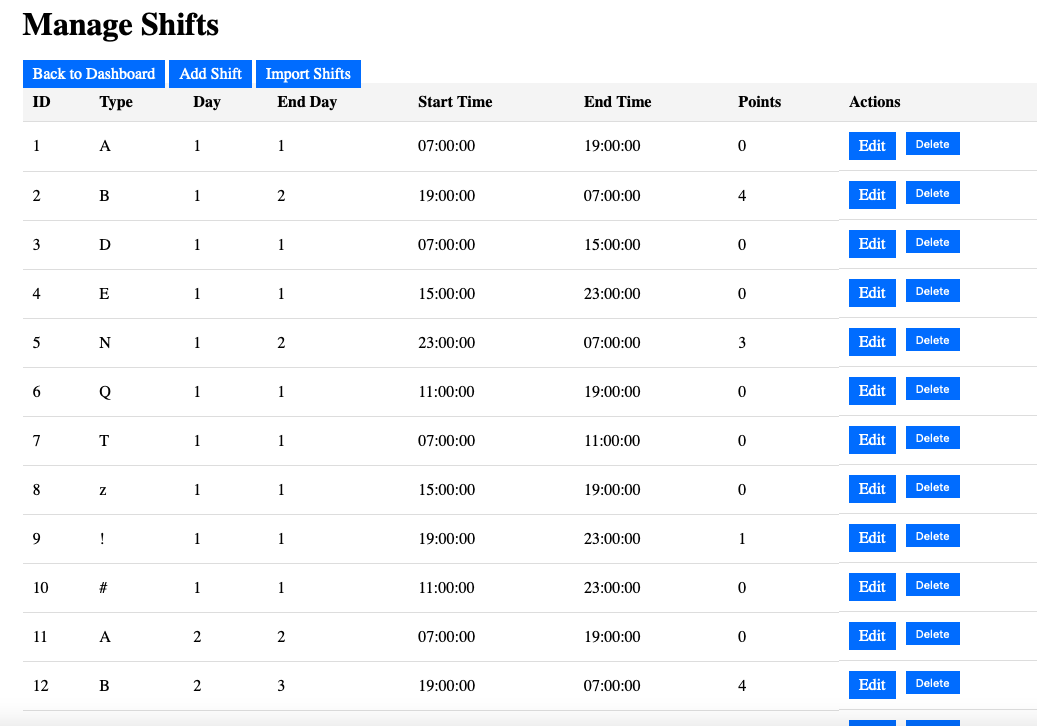 Manage Shifts
Back to Dashboard Add Shift Import Shifts
ID Type Day End Day Start Time End Time Points Actions
1 A 1 1 07:00:00 19:00:00 0 Edit Delete
2 B 1 2 19:00:00 07:00:00 4 Edit Delete
3 D 1 1 07:00:00 15:00:00 0 Edit Delete
4 E 1 1 15:00:00 23:00:00 0 Edit Delete
5 N 1 2 23:00:00 07:00:00 3 Edit Delete
6 Q 1 1 11:00:00 19:00:00 0 Edit Delete
7 T 1 1 07:00:00 11:00:00 0 Edit Delete
8 z 1 1 15:00:00 19:00:00 0 Edit Delete
9 ! 1 1 19:00:00 23:00:00 1 Edit Delete
10 # 1 1 11:00:00 23:00:00 0 Edit Delete
11 A 2 2 07:00:00 19:00:00 0 Edit Delete
12 B 2 3 19:00:00 07:00:00 4 Edit Delete